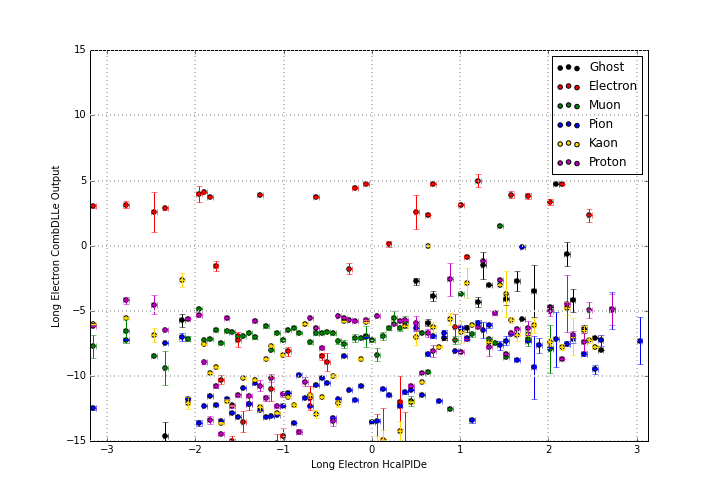 15
10
5
0
−5
−10
−15
−3
−2
−1
0
1
2
3
Long Electron HcalPIDe
Long Electron CombDLLe Output
Ghost
Electron
Muon
Pion
Kaon
Proton